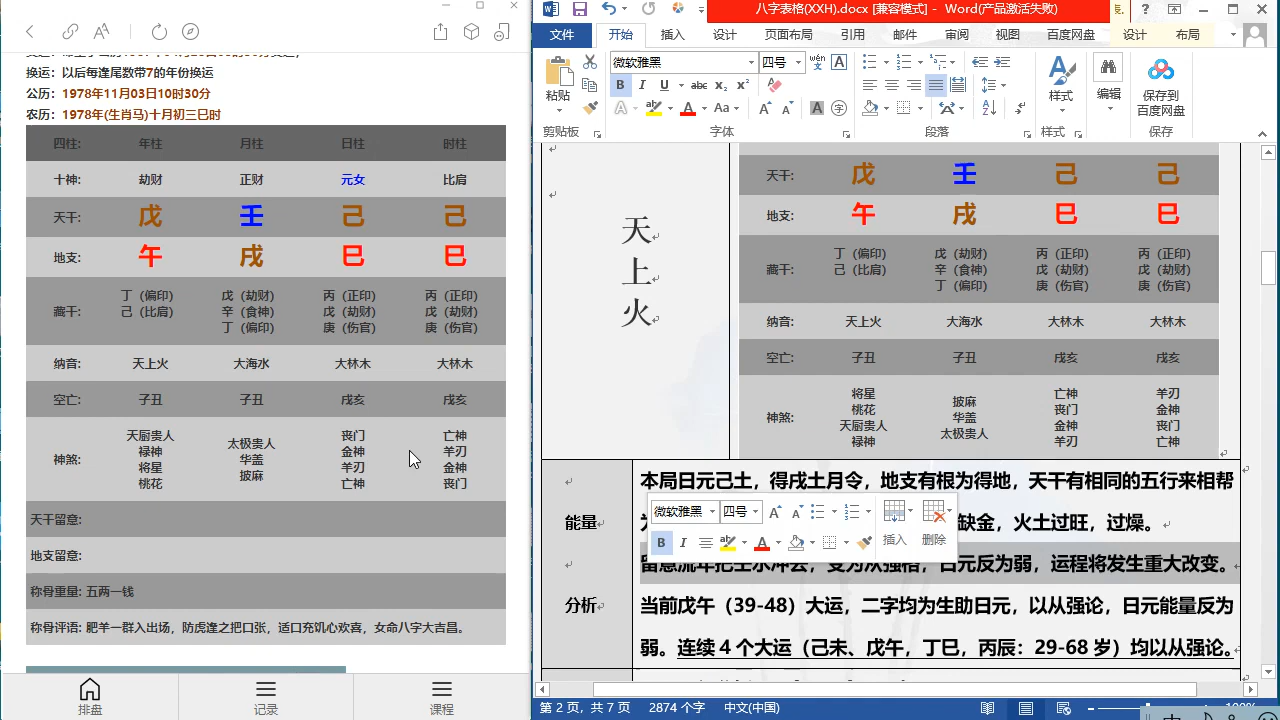 换运：以后每逢尾数带7的年份换运
公历：1978年11月03日10时30分
农历：1978年(生肖马)十月初三巳时
四柱: 年柱 月柱 日柱 时柱
十神: 劫财 正财 元女 比肩
天干: 戊 壬 己 己
地支: 午 戌 巳 巳
藏干: 丁（偏印） 戊（劫财） 丙（正印） 丙（正印）
己（比肩） 辛（食神） 戊（劫财） 戊（劫财）
丁（偏印） 庚（伤官） 庚（伤官）
纳音: 天上火 大海水 大林木 大林木
空亡: 子丑 子丑 戌亥 戌亥
神煞: 天厨贵人 太极贵人 丧门 亡神
禄神 华盖 金神 羊刃
将星 披麻 羊刃 金神
桃花 亡神 丧门
天干留意:
地支留意:
称骨重量: 五两一钱
称骨评语: 肥羊一群入出场，防虎逢之把口张，适口充饥心欢喜，女命八字大吉昌。
排盘 记录 课程
八字表格(XXH).docx [兼容模式] - Word(产品激活失败)
文件 开始 插入 设计 页面布局 引用 邮件 审阅 视图 百度网盘 设计 布局
微软雅黑 四号 wén A
粘贴 B I U abc x₂ x² 样式 编辑 保存到
百度网盘
A Aa A A A 字
剪贴板 字体 段落 样式 保存
天
上
火
天干: 戊 壬 己 己
地支: 午 戌 巳 巳
藏干: 丁（偏印） 戊（劫财） 丙（正印） 丙（正印）
己（比肩） 辛（食神） 戊（劫财） 戊（劫财）
丁（偏印） 庚（伤官） 庚（伤官）
纳音: 天上火 大海水 大林木 大林木
空亡: 子丑 子丑 戌亥 戌亥
神煞: 将星 披麻 亡神 羊刃
桃花 华盖 丧门 金神
天厨贵人 太极贵人 金神 丧门
禄神 羊刃 亡神
能量
分析
本局日元己土，得戌土月令，地支有根为得地，天干有相同的五行来相帮
缺金，火土过旺，过燥。
留意流年把壬水冲去，变为从强格，日元反为弱，运程将发生重大改变。
当前戊午（39-48）大运，二字均为生助日元，以从强论，日元能量反为
弱。连续 4 个大运（己未、戊午，丁巳，丙辰：29-68 岁）均以从强论。
微软雅黑 四号 A A
B I A 插入 删除
第 2 页，共 7 页 2874 个字 中文(中国)